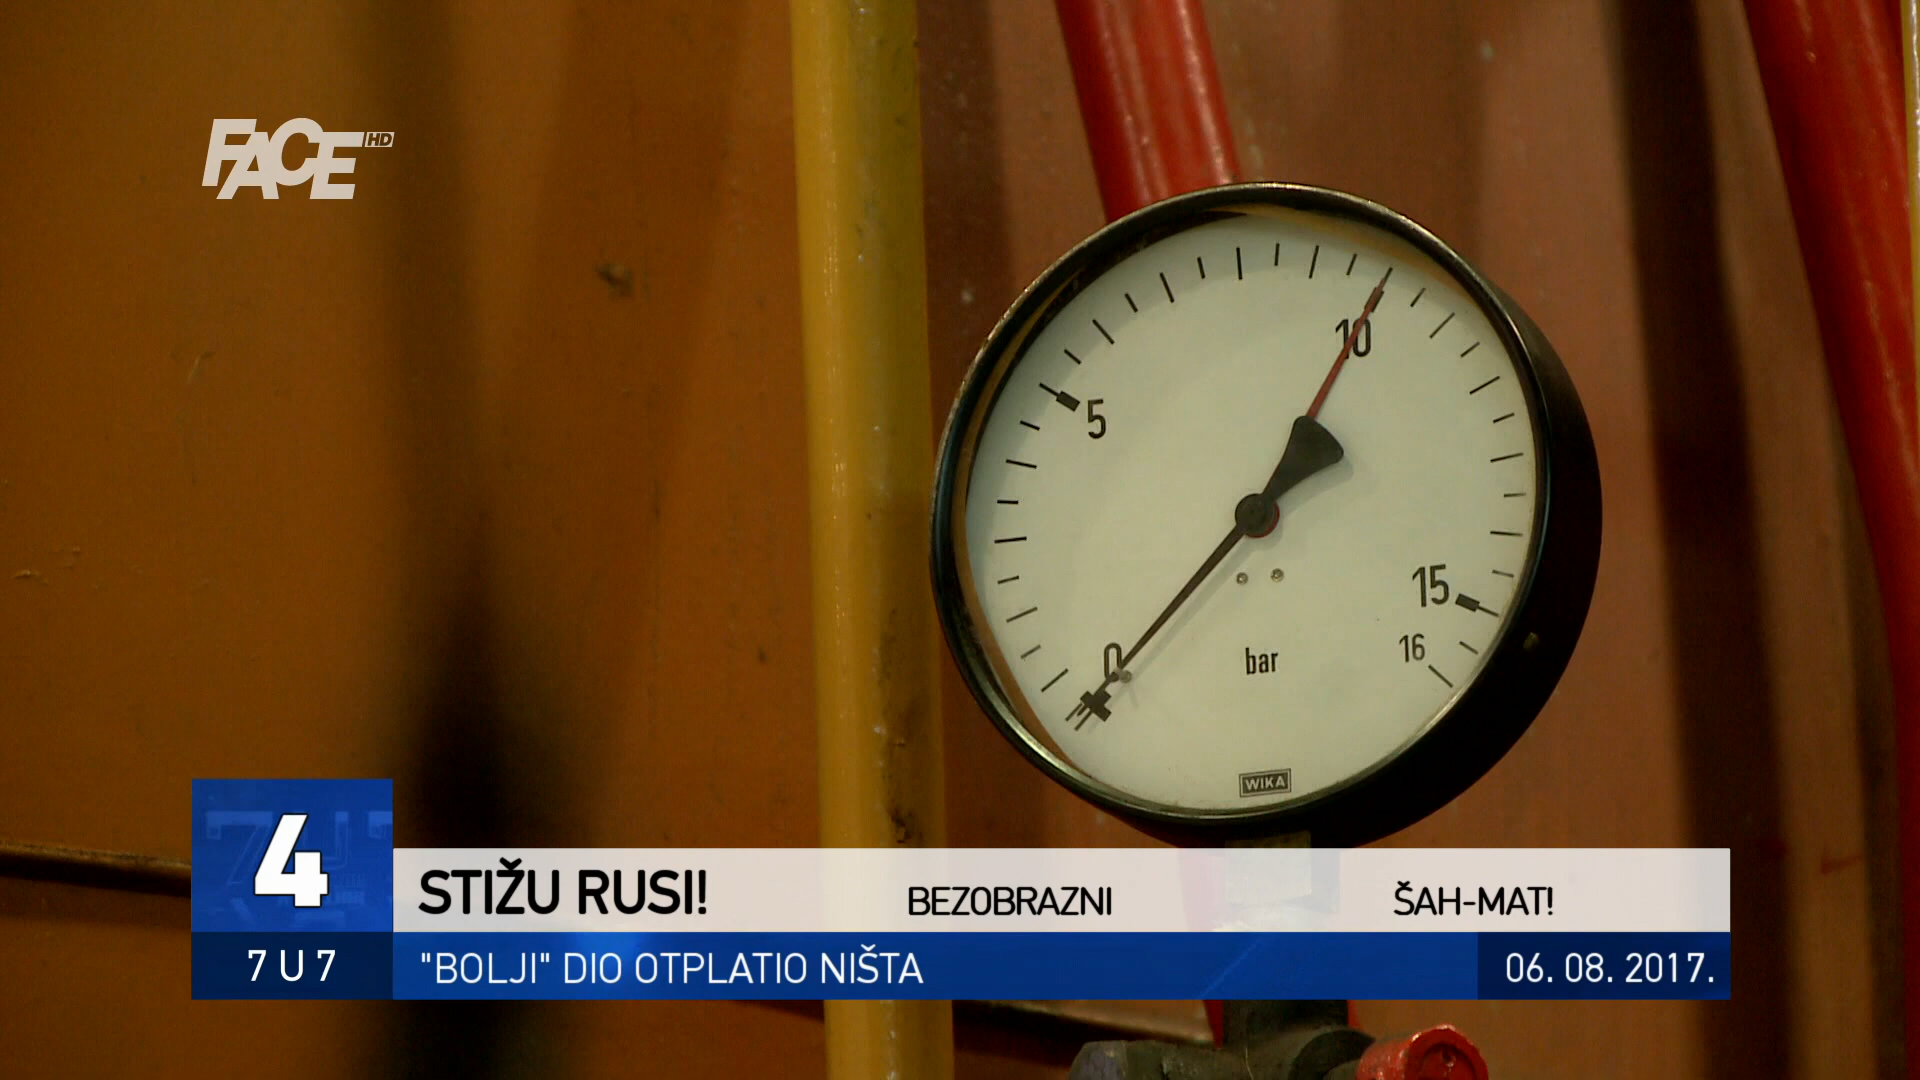 FACE HD
10
5
15
16
0
bar
WIKA
4
STIŽU RUSI! BEZOBRAZNI ŠAH-MAT!
7 U 7
"BOLJI" DIO OTPLATIO NIŠTA
06. 08. 2017.